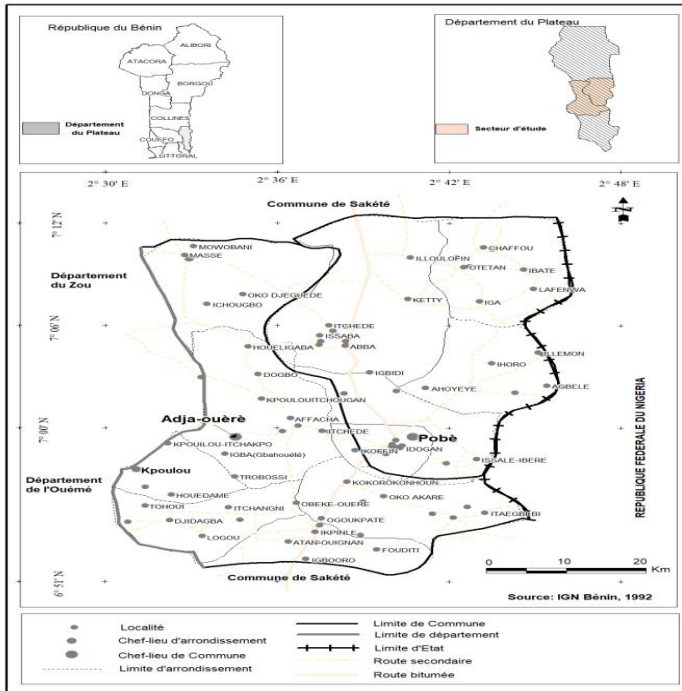 République du Bénin
ALIBORI
ATACORA
BORGOU
DONGA
COLLINES
COUFFO
LITTORAL
Département
du Plateau
Département du Plateau
Secteur d'étude
2° 30' E
2° 36' E
2° 42' E
2° 48' E
Commune de Sakété
7° 12' N
MOWOBANI
MASSE
CHAFFOU
ILLOULOFIN
OTETAN
IBATE
Département
du Zou
OKO DJEGUEDE
LAFENWA
ICHOUGBO
KETTY
IGA
7° 06' N
ITCHEDE
ISSABA
HOUELIGABA
ABBA
ILLEMON
IHORO
DOGBO
IGBIDI
AHOYEYE
AGBELE
KPOULOUITCHOUGAN
REPUBLIQUE FEDERALE DU NIGERIA
AFFACHA
Adja-ouèrè
7° 00' N
ITCHEDE
Pobè
KPOUILOU-ITCHAKPO
IGBA(Gbahouété)
IKOFFIN
IDOGAN
ISSALE-IBERE
Département
de l'Ouémé
Kpoulou
TROBOSSI
KOKOROKONHOUN
HOUEDAME
OKO AKARE
TOHOUI
ITCHANGNI
OBEKE-OUERE
ITAEGBEBI
DJIDAGBA
OGOUKPATE
LOGOU
IKPINLE
ATAN-OUIGNAN
FOUDITI
IGBOORO
6° 51' N
Commune de Sakété
0 10 20
Km
Source: IGN Bénin, 1992
Localité
Chef-lieu d'arrondissement
Chef-lieu de Commune
Limite d'arrondissement
Limite de Commune
Limite de département
Limite d'Etat
Route secondaire
Route bitumée